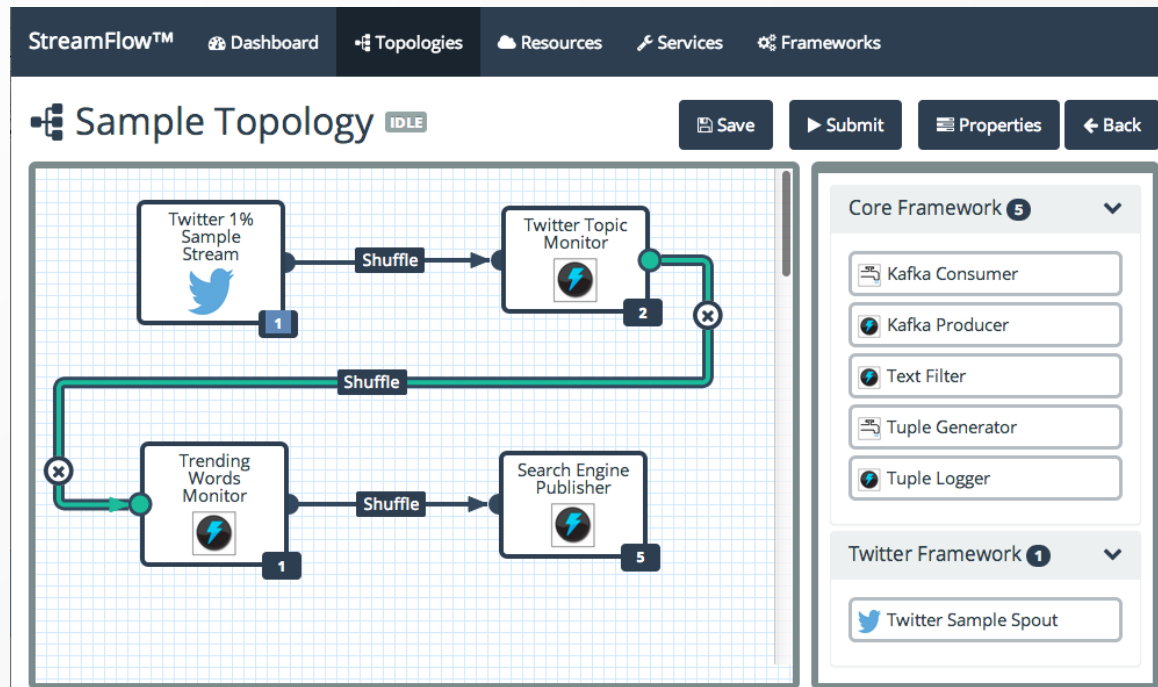 StreamFlow™ Dashboard Topologies Resources Services Frameworks
Sample Topology IDLE
Save Submit Properties Back
Twitter 1%
Sample
Stream
1
Shuffle
Twitter Topic
Monitor
2
Shuffle
Trending
Words
Monitor
1
Shuffle
Search Engine
Publisher
5
Core Framework 5
Kafka Consumer
Kafka Producer
Text Filter
Tuple Generator
Tuple Logger
Twitter Framework 1
Twitter Sample Spout